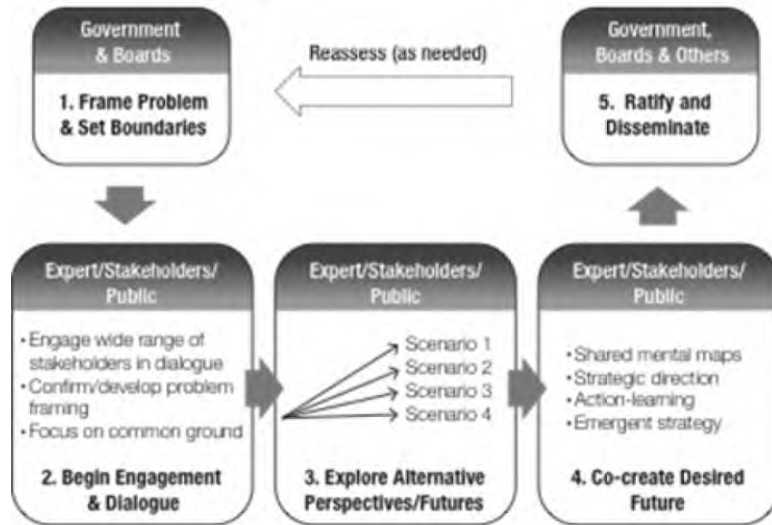 Government
& Boards
1. Frame Problem
& Set Boundaries
Reassess (as needed)
Government,
Boards & Others
5. Ratify and
Disseminate
Expert/Stakeholders/
Public
• Engage wide range of
stakeholders in dialogue
• Confirm/develop problem
framing
• Focus on common ground
2. Begin Engagement
& Dialogue
Expert/Stakeholders/
Public
Scenario 1
Scenario 2
Scenario 3
Scenario 4
3. Explore Alternative
Perspectives/Futures
Expert/Stakeholders/
Public
• Shared mental maps
• Strategic direction
• Action-learning
• Emergent strategy
4. Co-create Desired
Future